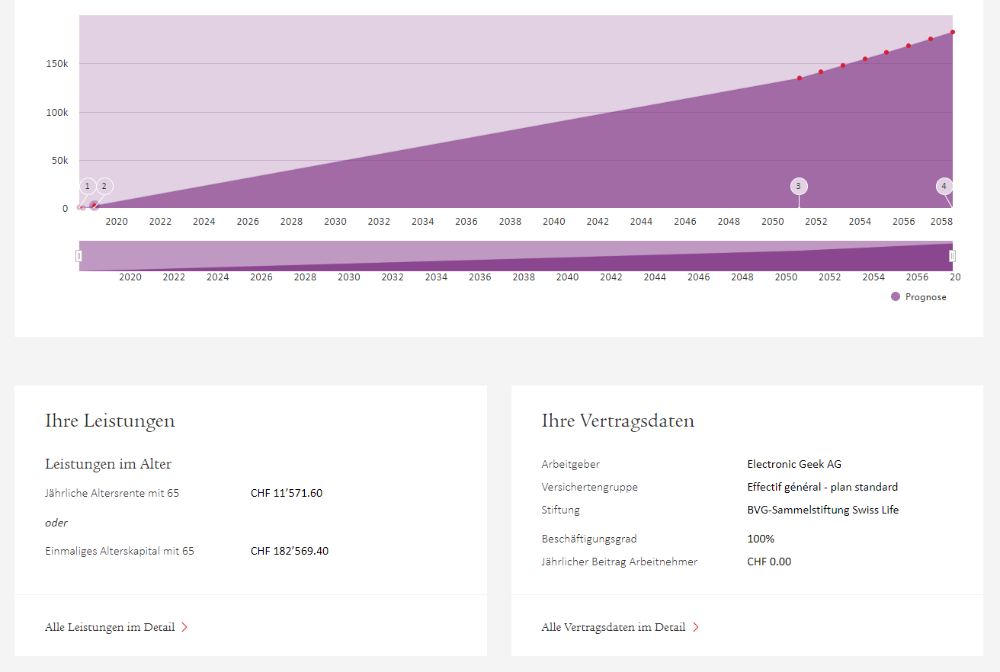 150k
100k
50k
0
1 2 3 4
2020 2022 2024 2026 2028 2030 2032 2034 2036 2038 2040 2042 2044 2046 2048 2050 2052 2054 2056 2058
2020 2022 2024 2026 2028 2030 2032 2034 2036 2038 2040 2042 2044 2046 2048 2050 2052 2054 2056 20
Prognose
Ihre Leistungen
Leistungen im Alter
Jährliche Altersrente mit 65 CHF 11’571.60
oder
Einmaliges Alterskapital mit 65 CHF 182’569.40
Alle Leistungen im Detail
Ihre Vertragsdaten
Arbeitgeber Electronic Geek AG
Versichertengruppe Effectif général - plan standard
Stiftung BVG-Sammelstiftung Swiss Life
Beschäftigungsgrad 100%
Jährlicher Beitrag Arbeitnehmer CHF 0.00
Alle Vertragsdaten im Detail